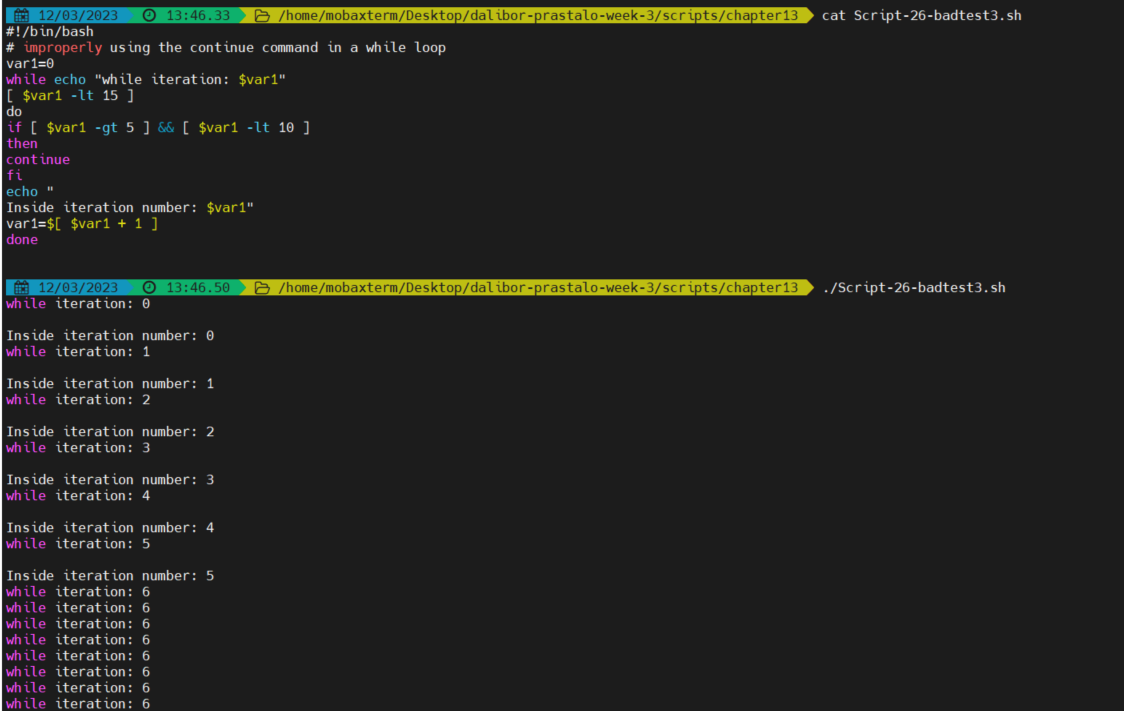 12/03/2023 13:46.33 /home/mobaxterm/Desktop/dalibor-prastalo-week-3/scripts/chapter13 cat Script-26-badtest3.sh
#!/bin/bash
# improperly using the continue command in a while loop
var1=0
while echo "while iteration: $var1"
[ $var1 -lt 15 ]
do
if [ $var1 -gt 5 ] && [ $var1 -lt 10 ]
then
continue
fi
echo "
Inside iteration number: $var1"
var1=$[ $var1 + 1 ]
done
12/03/2023 13:46.50 /home/mobaxterm/Desktop/dalibor-prastalo-week-3/scripts/chapter13 ./Script-26-badtest3.sh
while iteration: 0
Inside iteration number: 0
while iteration: 1
Inside iteration number: 1
while iteration: 2
Inside iteration number: 2
while iteration: 3
Inside iteration number: 3
while iteration: 4
Inside iteration number: 4
while iteration: 5
Inside iteration number: 5
while iteration: 6
while iteration: 6
while iteration: 6
while iteration: 6
while iteration: 6
while iteration: 6
while iteration: 6
while iteration: 6